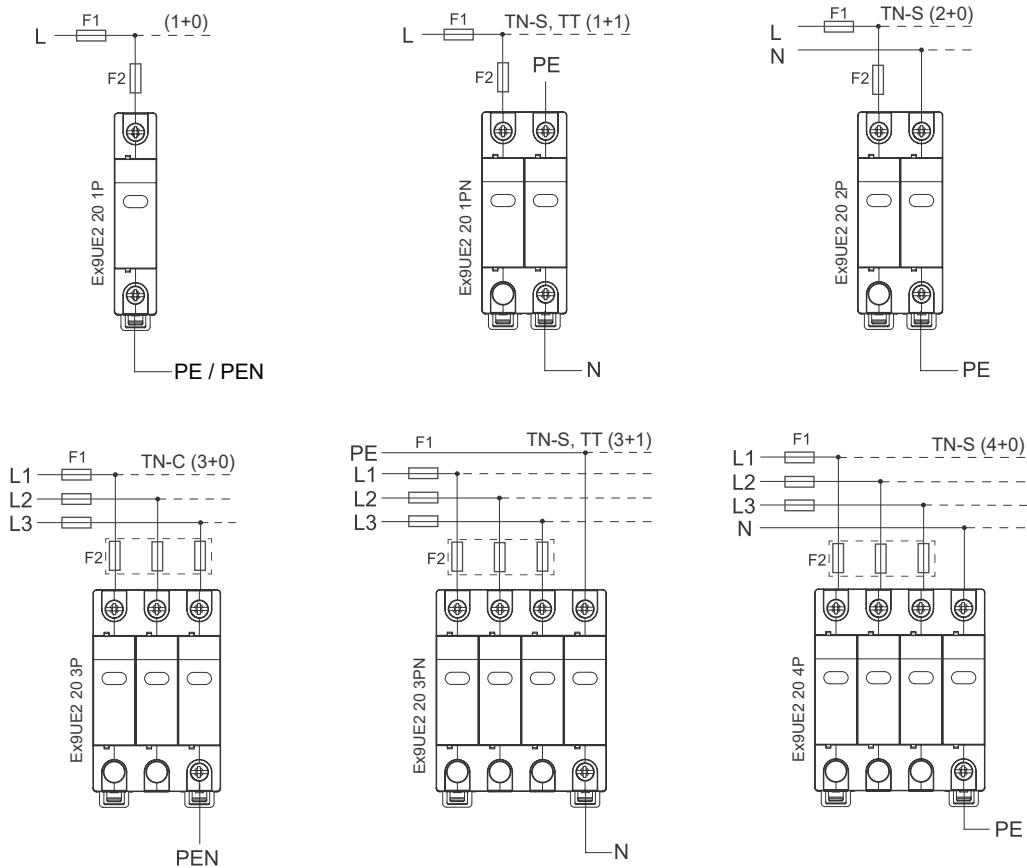 F1
(1+0)
L
F2
Ex9UE2 20 1P
PE / PEN
F1
TN-S, TT (1+1)
L
F2
PE
Ex9UE2 20 1PN
N
F1
TN-S (2+0)
L
N
F2
Ex9UE2 20 2P
PE
F1
TN-C (3+0)
L1
L2
L3
F2
Ex9UE2 20 3P
PEN
F1
TN-S, TT (3+1)
PE
L1
L2
L3
F2
Ex9UE2 20 3PN
N
F1
TN-S (4+0)
L1
L2
L3
N
F2
Ex9UE2 20 4P
PE